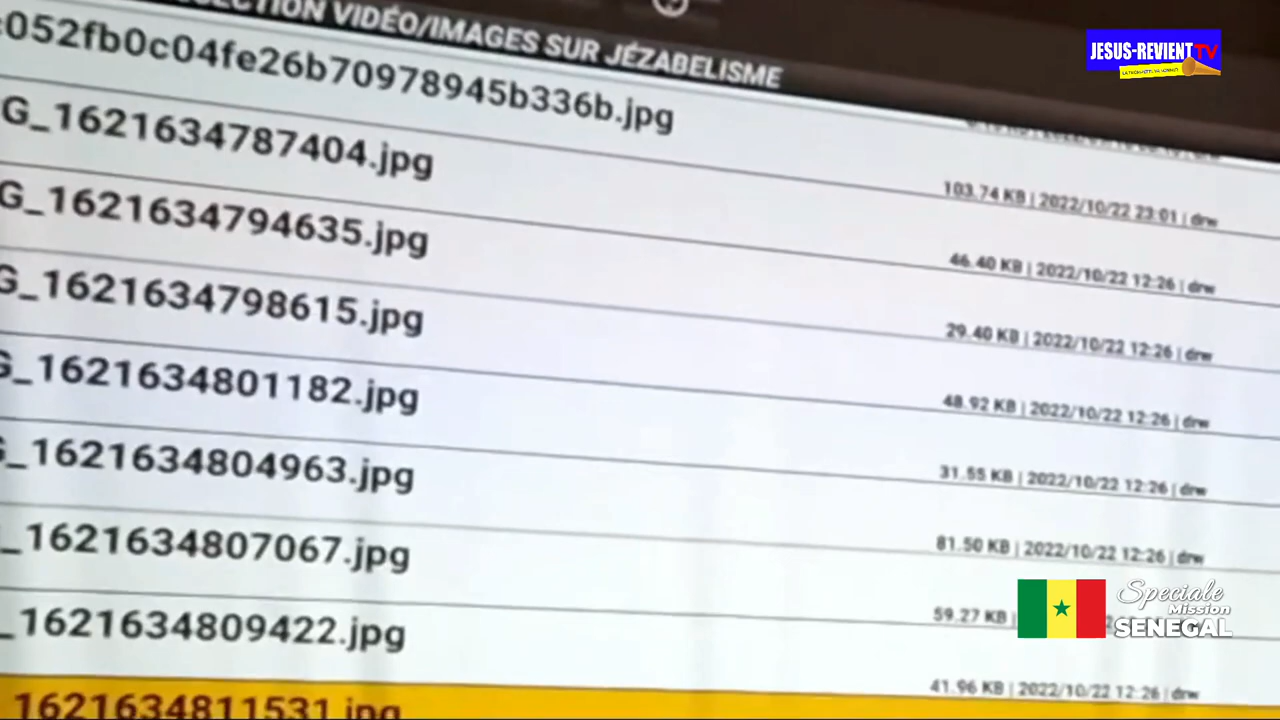 ECTION VIDÉO/IMAGES SUR JÉZABELISME
JESUS-REVIENT TV
052fb0c04fe26b70978945b336b.jpg
G_1621634787404.jpg
103.74 KB | 2022/10/22 23:01 | drw
G_1621634794635.jpg
46.40 KB | 2022/10/22 12:26 | drw
G_1621634798615.jpg
29.40 KB | 2022/10/22 12:26 | drw
G_1621634801182.jpg
48.92 KB | 2022/10/22 12:26 | drw
_1621634804963.jpg
31.55 KB | 2022/10/22 12:26 | drw
_1621634807067.jpg
81.50 KB | 2022/10/22 12:26 | drw
_1621634809422.jpg
59.27 KB |
Speciale
Mission
SENEGAL
1621634811531.jpg
41.96 KB | 2022/10/22 12:26 | drw